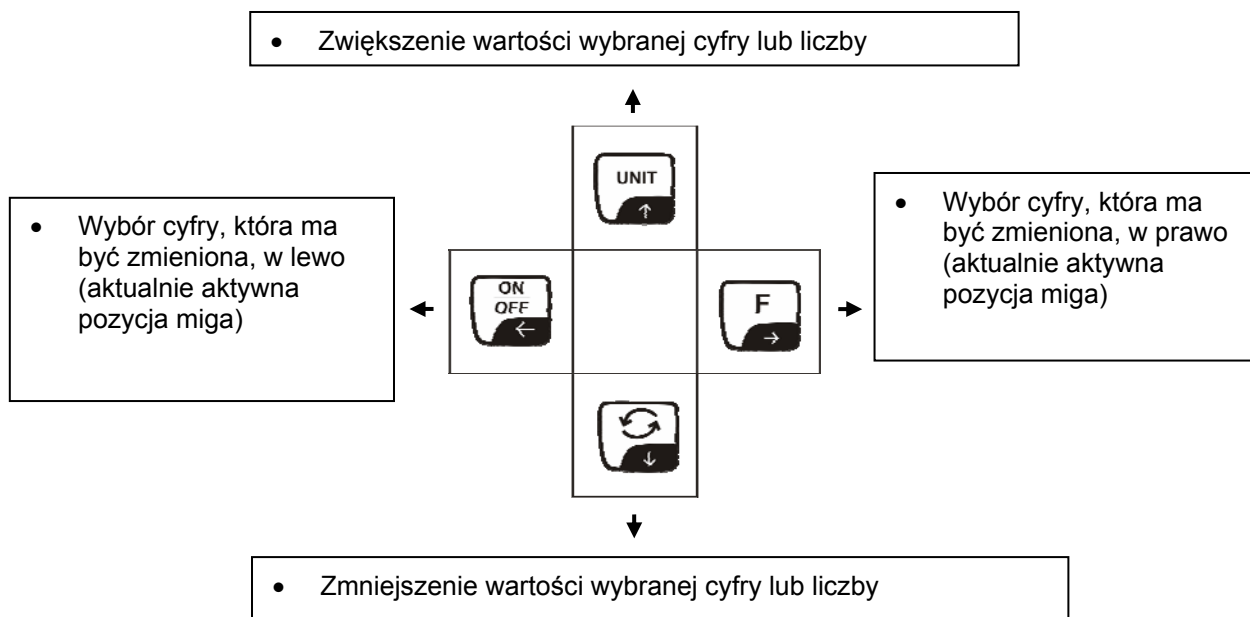 • Zwiększenie wartości wybranej cyfry lub liczby
UNIT
↑
• Wybór cyfry, która ma
być zmieniona, w lewo
(aktualnie aktywna
pozycja miga)
ON
OFF
←
F
→
• Wybór cyfry, która ma
być zmieniona, w prawo
(aktualnie aktywna
pozycja miga)
↓
• Zmniejszenie wartości wybranej cyfry lub liczby